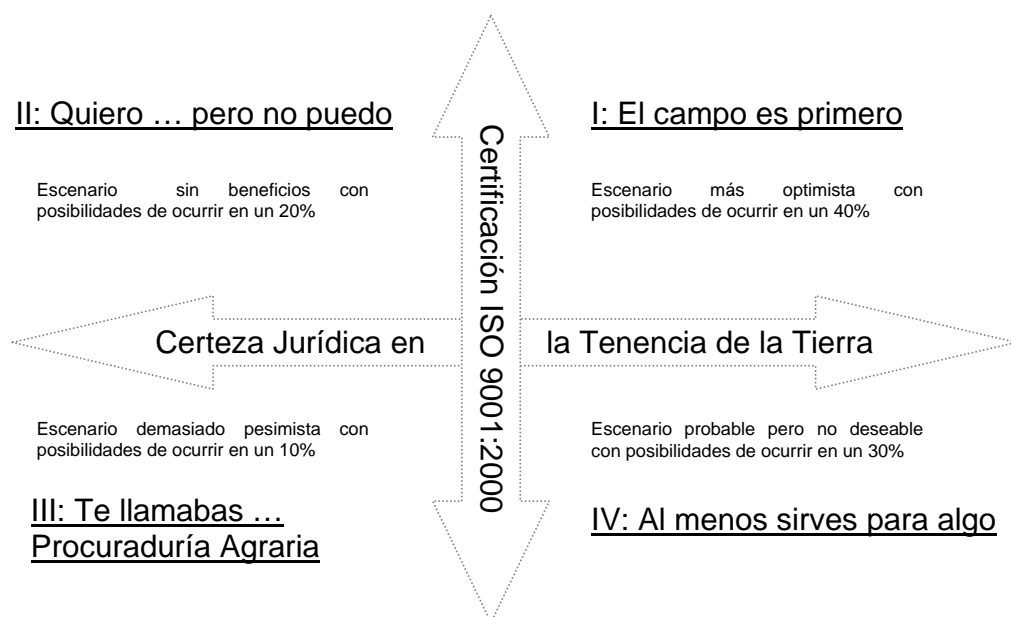 II: Quiero … pero no puedo
Escenario sin beneficios con
posibilidades de ocurrir en un 20%
I: El campo es primero
Escenario más optimista con
posibilidades de ocurrir en un 40%
Certificación ISO 9001:2000
Certeza Jurídica en la Tenencia de la Tierra
Escenario demasiado pesimista con
posibilidades de ocurrir en un 10%
III: Te llamabas …
Procuraduría Agraria
Escenario probable pero no deseable
con posibilidades de ocurrir en un 30%
IV: Al menos sirves para algo